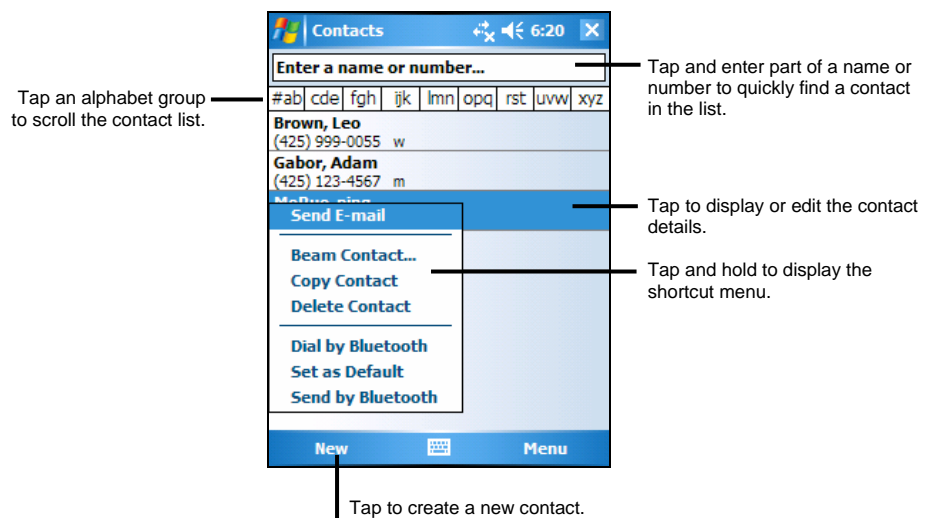 Contacts 6:20
Enter a name or number...
#ab cde fgh ijk lmn opq rst uvw xyz
Brown, Leo
(425) 999-0055 w
Gabor, Adam
(425) 123-4567 m
Send E-mail
Beam Contact...
Copy Contact
Delete Contact
Dial by Bluetooth
Set as Default
Send by Bluetooth
New Menu
Tap an alphabet group
to scroll the contact list.
Tap and enter part of a name or
number to quickly find a contact
in the list.
Tap to display or edit the contact
details.
Tap and hold to display the
shortcut menu.
Tap to create a new contact.